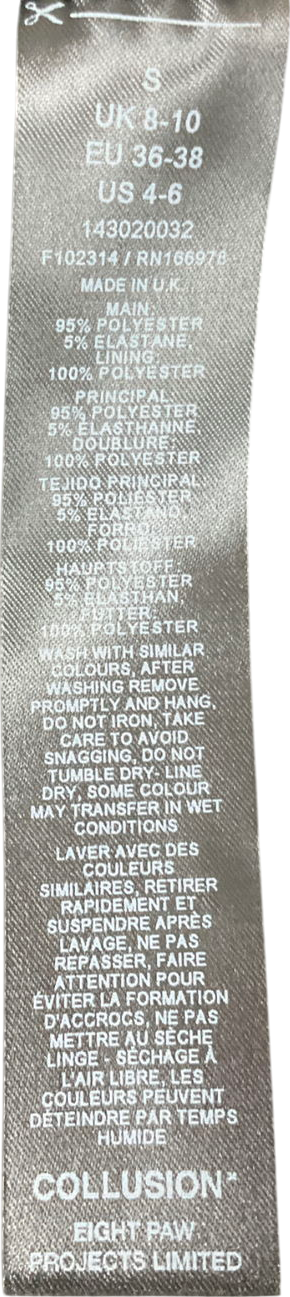 S
UK 8-10
EU 36-38
US 4-6
143020032
F102314 / RN166978
MADE IN U.K.
MAIN:
95% POLYESTER
5% ELASTANE,
LINING:
100% POLYESTER
PRINCIPAL:
95% POLYESTER
5% ÉLASTHANNE
DOUBLURE:
100% POLYESTER
TEJIDO PRINCIPAL
95% POLIÉSTER
5% ELASTANO,
FORRO:
100% POLIÉSTER
HAUPTSTOFF:
95% POLYESTER
5% ELASTHAN,
FUTTER:
100% POLYESTER
WASH WITH SIMILAR
COLOURS, AFTER
WASHING REMOVE
PROMPTLY AND HANG,
DO NOT IRON, TAKE
CARE TO AVOID
SNAGGING, DO NOT
TUMBLE DRY- LINE
DRY, SOME COLOUR
MAY TRANSFER IN WET
CONDITIONS
LAVER AVEC DES
COULEURS
SIMILAIRES, RETIRER
RAPIDEMENT ET
SUSPENDRE APRÈS
LAVAGE, NE PAS
REPASSER, FAIRE
ATTENTION POUR
ÉVITER LA FORMATION
D'ACCROCS, NE PAS
METTRE AU SÈCHE
LINGE - SÉCHAGE À
L'AIR LIBRE, LES
COULEURS PEUVENT
DÉTEINDRE PAR TEMPS
HUMIDE
COLLUSION*
EIGHT PAW
PROJECTS LIMITED